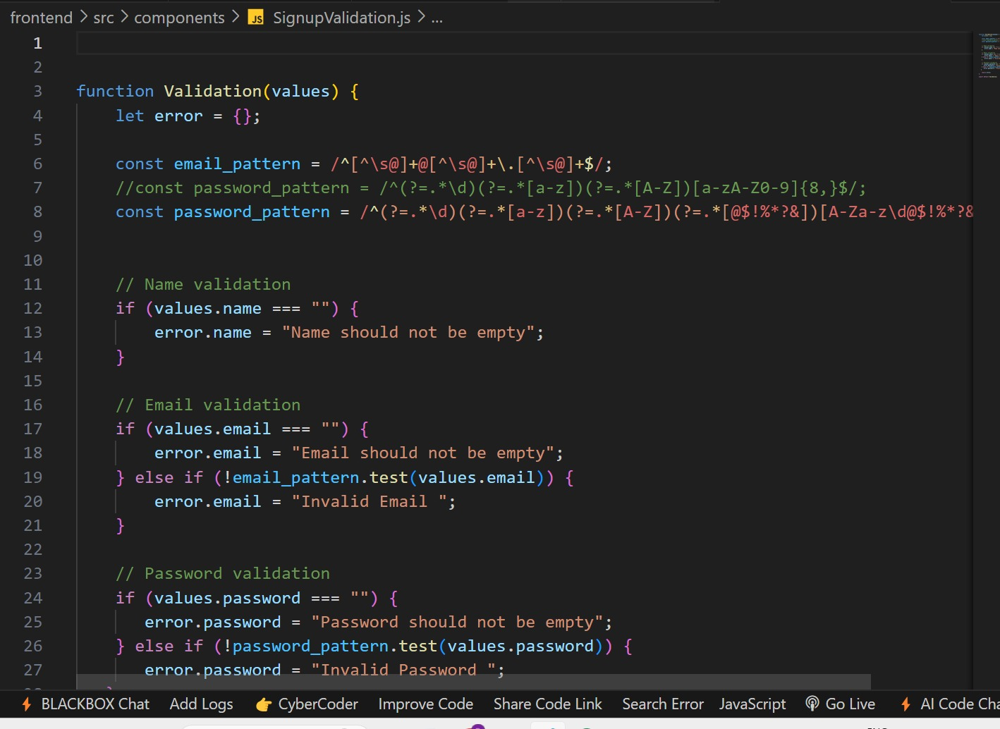 frontend > src > components > JS SignupValidation.js > ...
1
2
3 function Validation(values) {
4 let error = {};
5
6 const email_pattern = /^[^\s@]+@[^\s@]+\.[^\s@]+$/;
7 //const password_pattern = /^(?=.*\d)(?=.*[a-z])(?=.*[A-Z])[a-zA-Z0-9]{8,}$/;
8 const password_pattern = /^(?=.*\d)(?=.*[a-z])(?=.*[A-Z])(?=.*[@$!%*?&])[A-Za-z\d@$!%*?&
9
10
11 // Name validation
12 if (values.name === "") {
13 error.name = "Name should not be empty";
14 }
15
16 // Email validation
17 if (values.email === "") {
18 error.email = "Email should not be empty";
19 } else if (!email_pattern.test(values.email)) {
20 error.email = "Invalid Email ";
21 }
22
23 // Password validation
24 if (values.password === "") {
25 error.password = "Password should not be empty";
26 } else if (!password_pattern.test(values.password)) {
27 error.password = "Invalid Password ";
BLACKBOX Chat Add Logs CyberCoder Improve Code Share Code Link Search Error JavaScript Go Live AI Code Cha